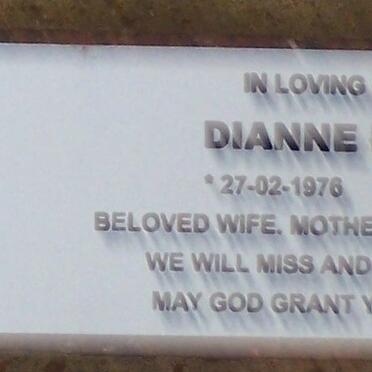 IN LOVING
DIANNE
* 27-02-1976
BELOVED WIFE, MOTHE
WE WILL MISS AND
MAY GOD GRANT Y